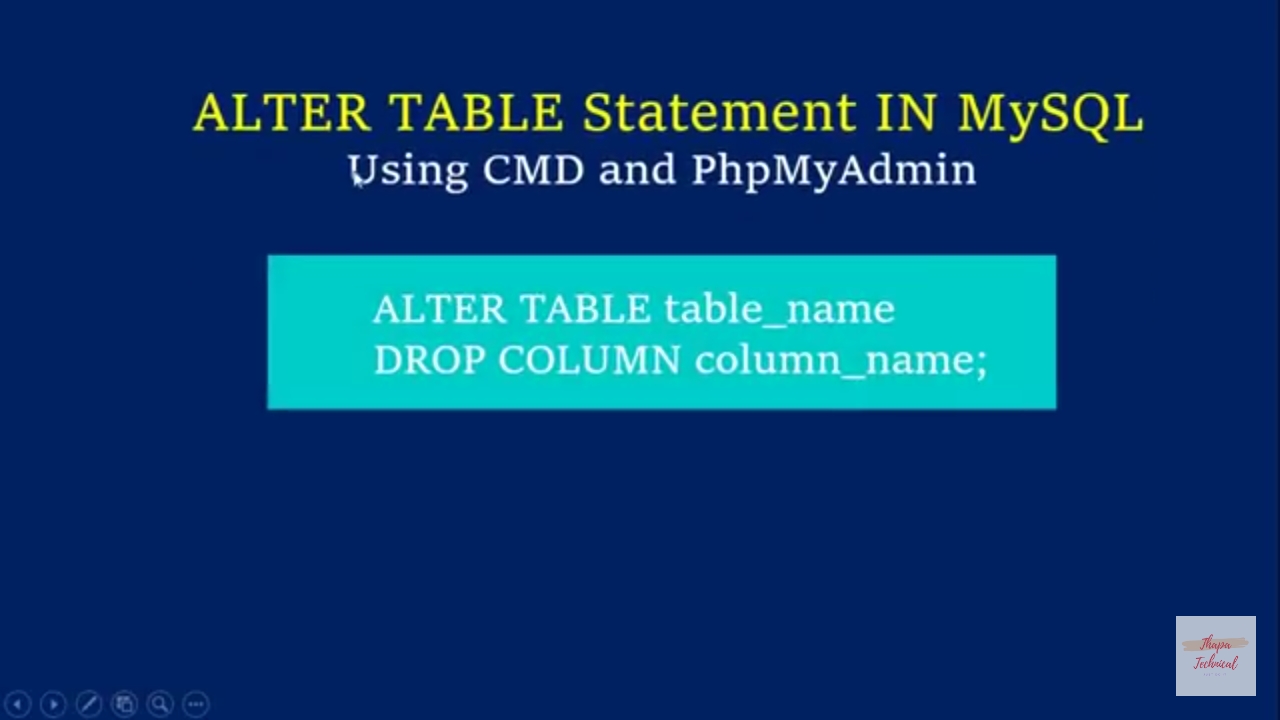 ALTER TABLE Statement IN MySQL
Using CMD and PhpMyAdmin
ALTER TABLE table_name
DROP COLUMN column_name;
Thapa
Technical